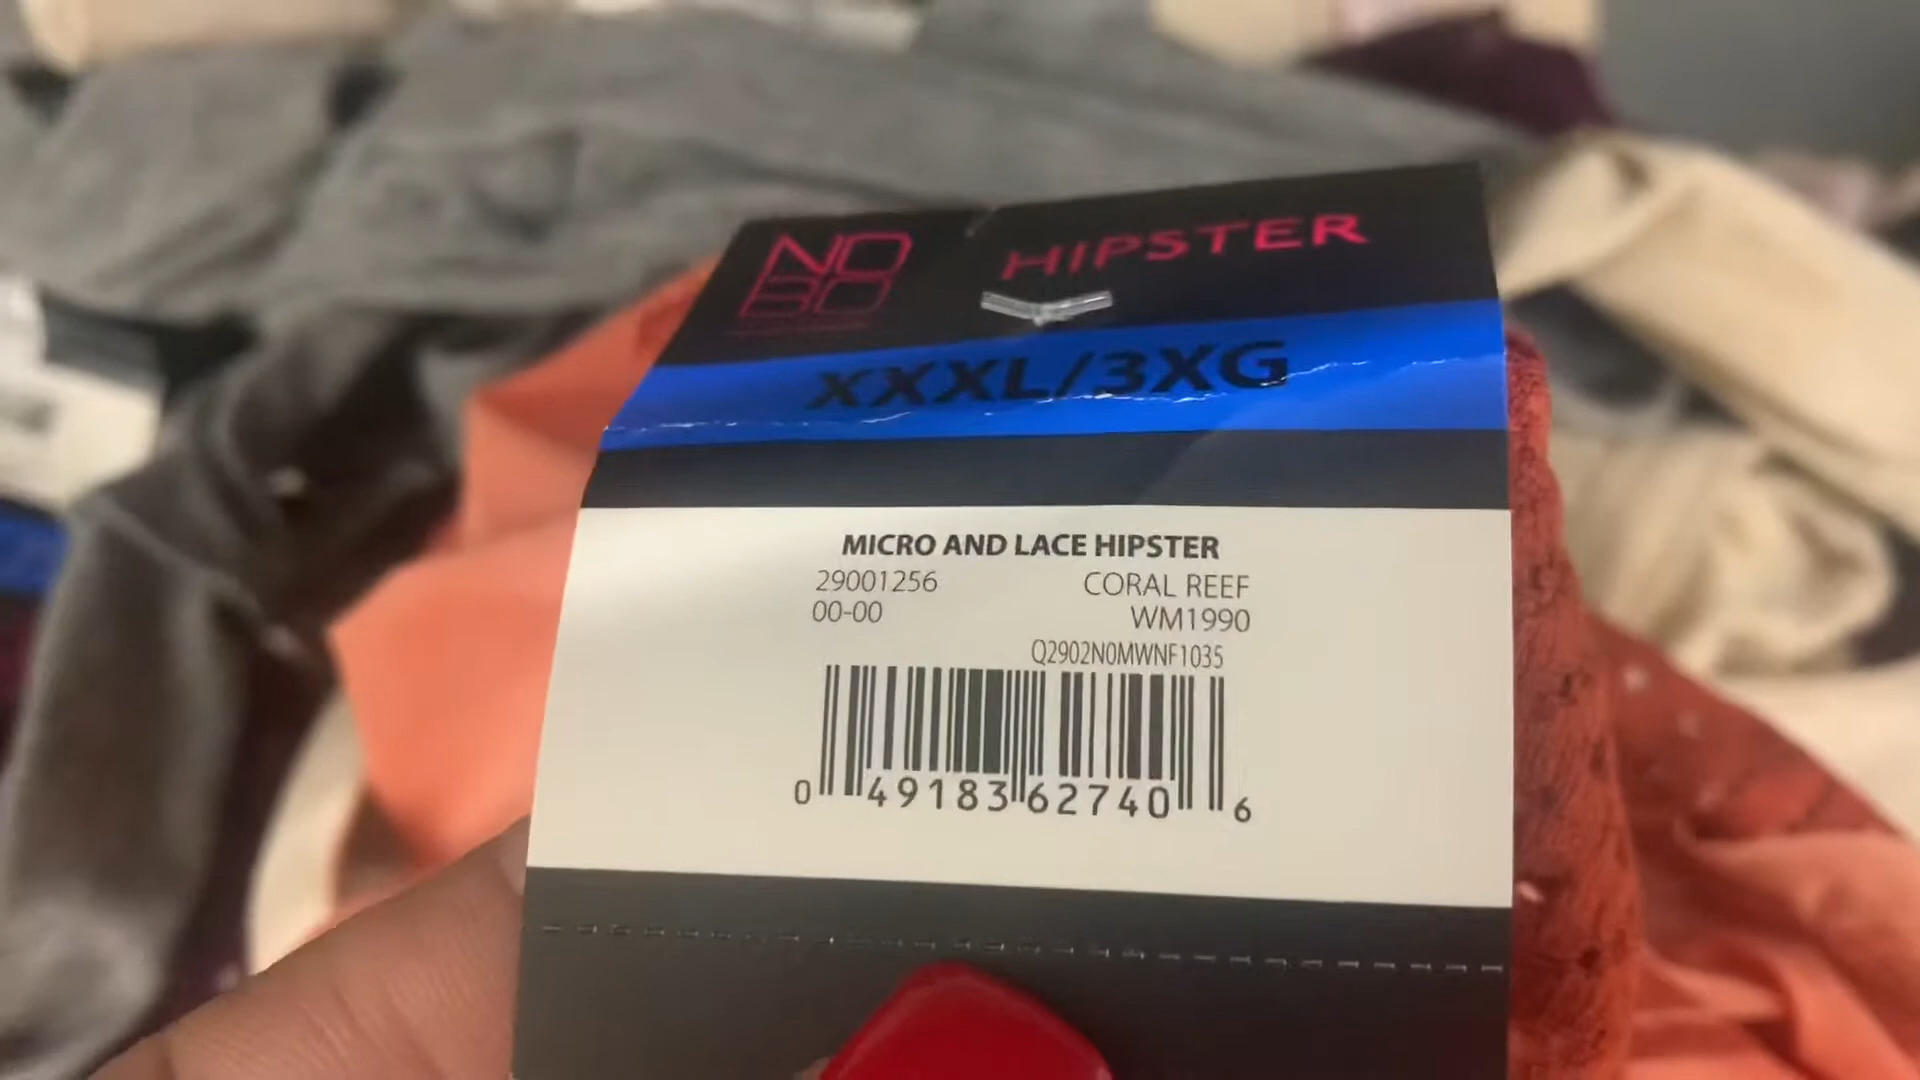 NO
BO
HIPSTER
XXXL/3XG
MICRO AND LACE HIPSTER
29001256 CORAL REEF
00-00 WM1990
Q2902N0MWNF1035
0 49183 62740 6